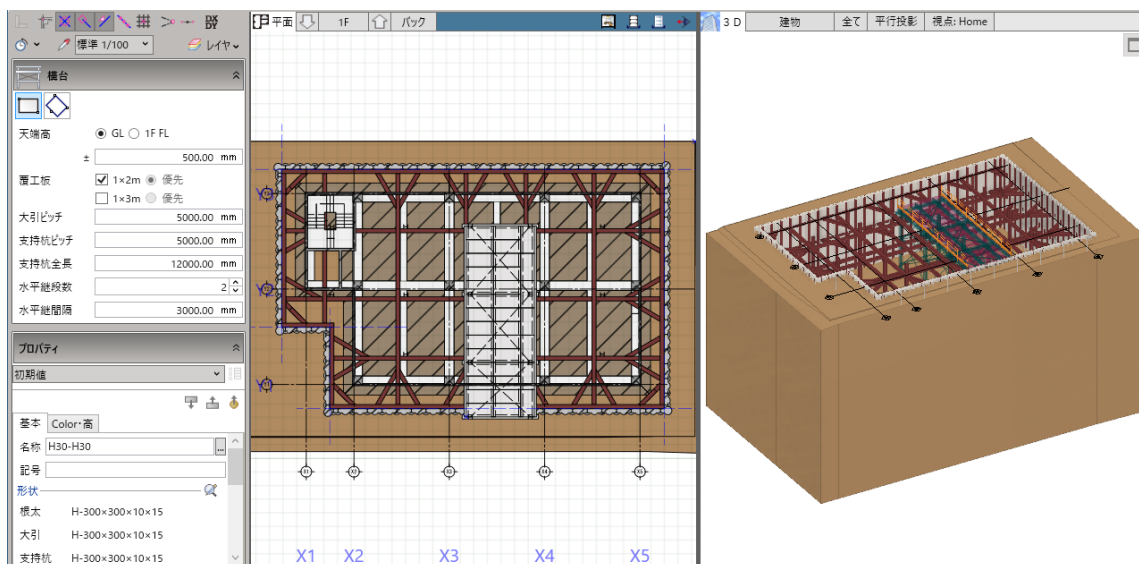 標準 1/100
レイヤ
構台
天端高 GL 1F FL
± 500.00 mm
覆工板 1×2m 優先
1×3m 優先
大引ピッチ 5000.00 mm
支持杭ピッチ 5000.00 mm
支持杭全長 12000.00 mm
水平継段数 2
水平継間隔 3000.00 mm
プロパティ
初期値
基本 Color・高
名称 H30-H30 ...
記号
形状
根太 H-300×300×10×15
大引 H-300×300×10×15
支持杭 H-300×300×10×15
平面 1F バック
X1 X2 X3 X4 X5
X1 X2 X3 X4 X5
3 D 建物 全て 平行投影 視点: Home